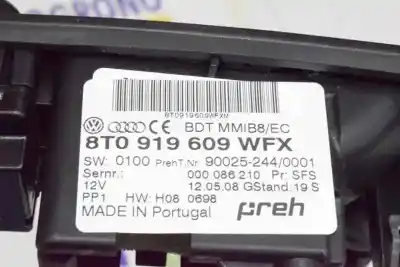 8T0919609WFXM
BDT MMIB8/EC
8T0 919 609 WFX
SW: 0100 PrehT.Nr: 90025-244/0001
Sernr.: 000 086 210 Pr: SFS
12V 12.05.08 GStand: 19 S
PP1 HW: H08 0698
MADE IN Portugal preh